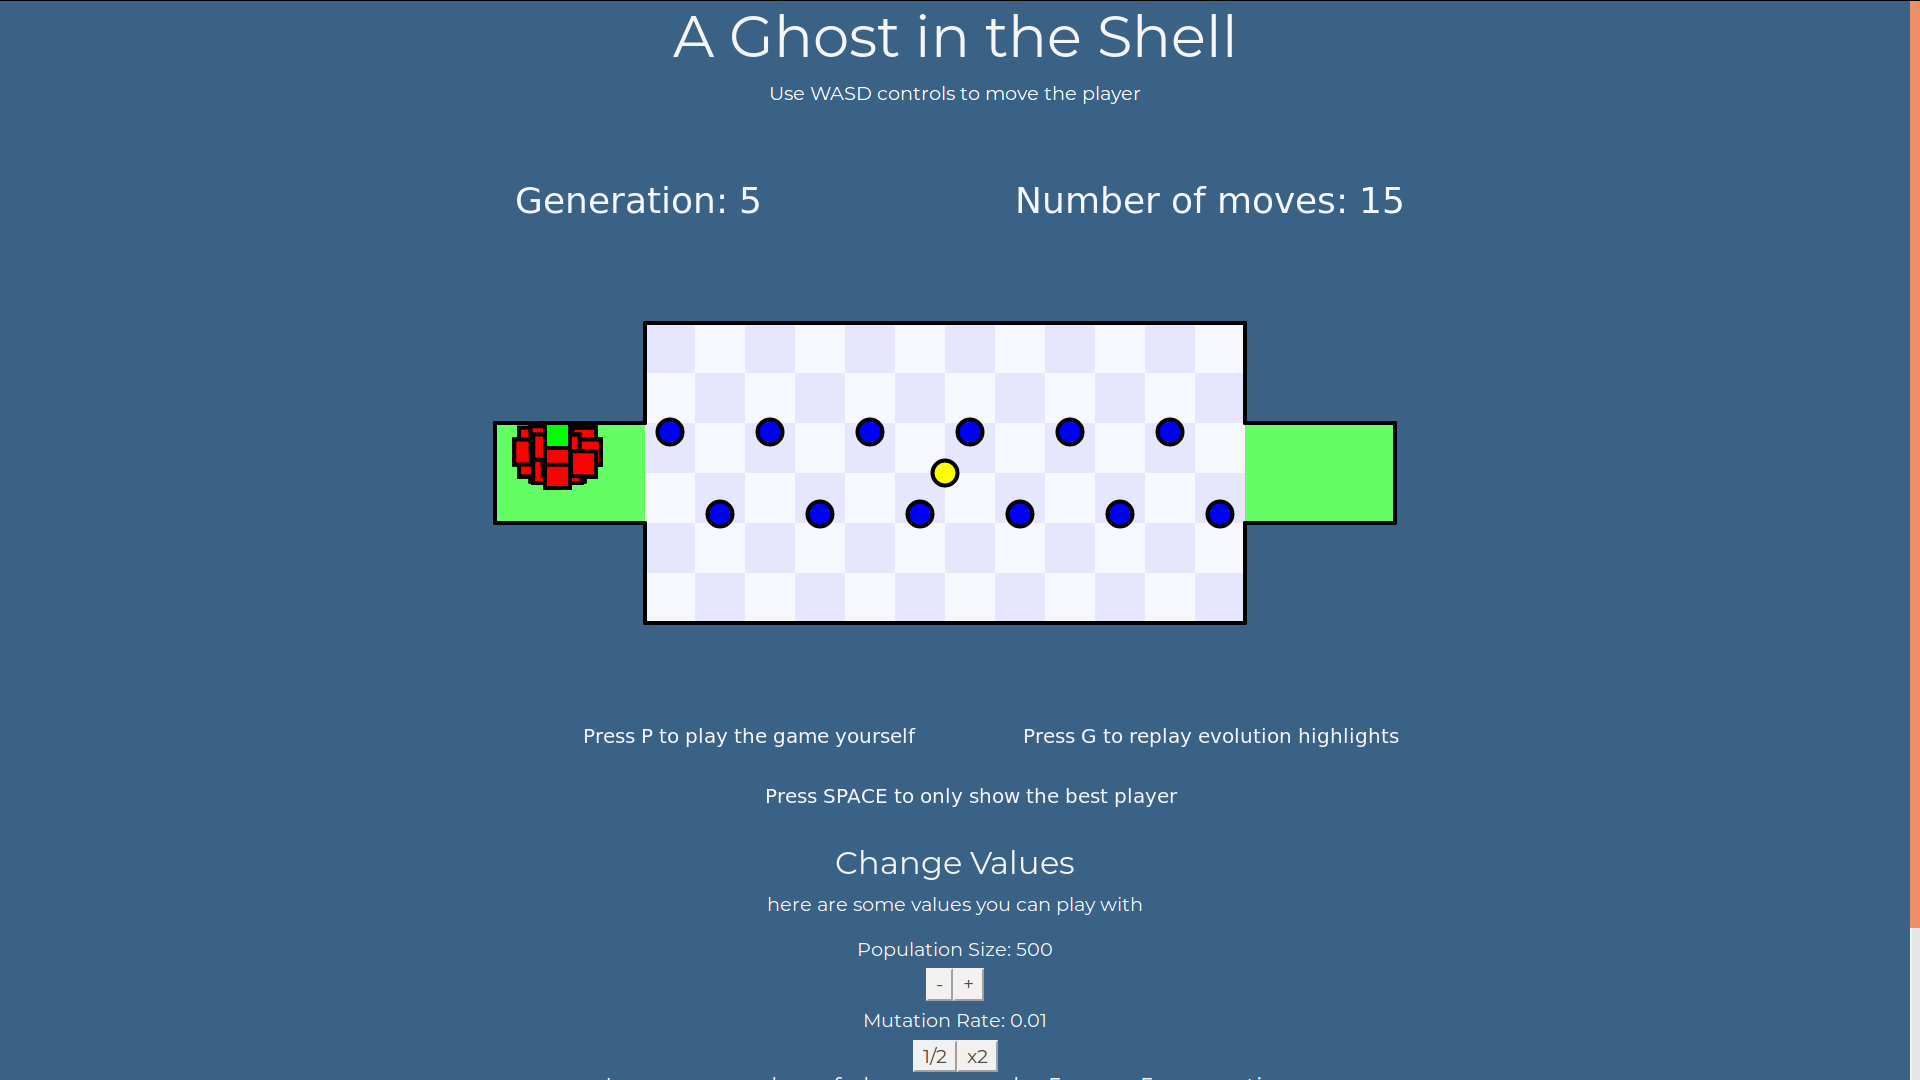 A Ghost in the Shell
Use WASD controls to move the player
Generation: 5
Number of moves: 15
Press P to play the game yourself
Press G to replay evolution highlights
Press SPACE to only show the best player
Change Values
here are some values you can play with
Population Size: 500
- +
Mutation Rate: 0.01
1/2 x2